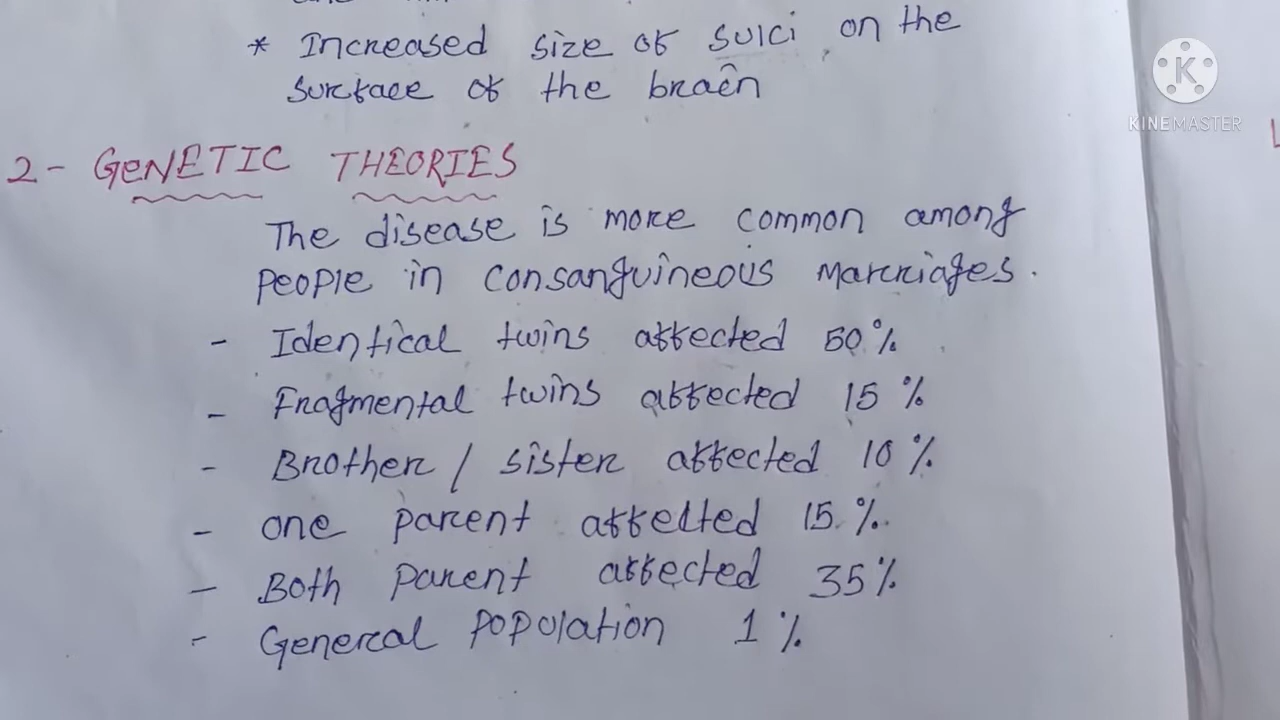 * Increased size of sulci on the
surface of the brain
KINEMASTER
2- GENETIC THEORIES
The disease is more common among
people in consanguineous marriages.
- Identical twins affected 50%
- Fragmental twins affected 15%
- Brother / sister affected 10%
- one parent affected 15%.
- Both parent affected 35%
- General population 1%